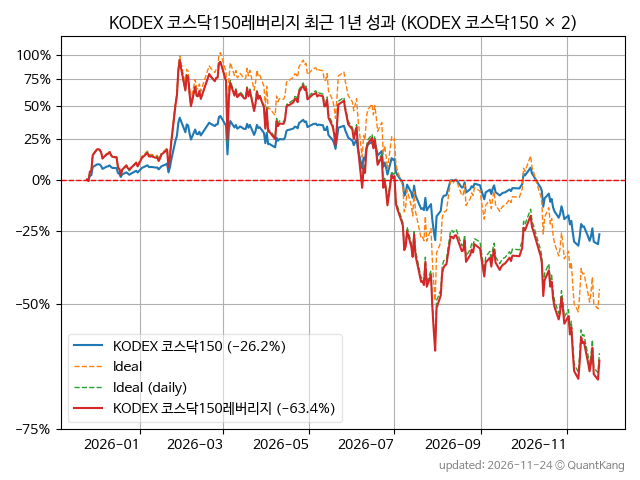 KODEX 코스닥150레버리지 최근 1년 성과 (KODEX 코스닥150 × 2)
100%
75%
50%
25%
0%
−25%
−50%
−75%
KODEX 코스닥150 (−26.2%)
Ideal
Ideal (daily)
KODEX 코스닥150레버리지 (−63.4%)
2026-01
2026-03
2026-05
2026-07
2026-09
2026-11
updated: 2026-11-24 © QuantKang